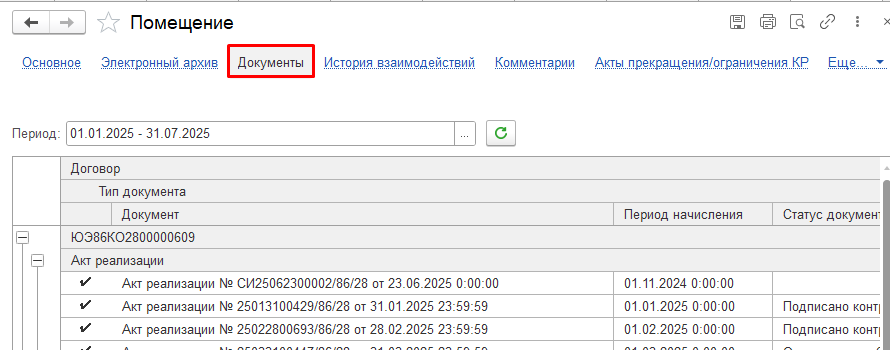 Помещение
Основное Электронный архив Документы История взаимодействий Комментарии Акты прекращения/ограничения КР Еще...
Период: 01.01.2025 - 31.07.2025 ...
Договор
Тип документа
Документ Период начисления Статус документ
ЮЭ86КО2800000609
Акт реализации
Акт реализации № СИ25062300002/86/28 от 23.06.2025 0:00:00 01.11.2024 0:00:00
Акт реализации № 25013100429/86/28 от 31.01.2025 23:59:59 01.01.2025 0:00:00 Подписано контр
Акт реализации № 25022800693/86/28 от 28.02.2025 23:59:59 01.02.2025 0:00:00 Подписано контр